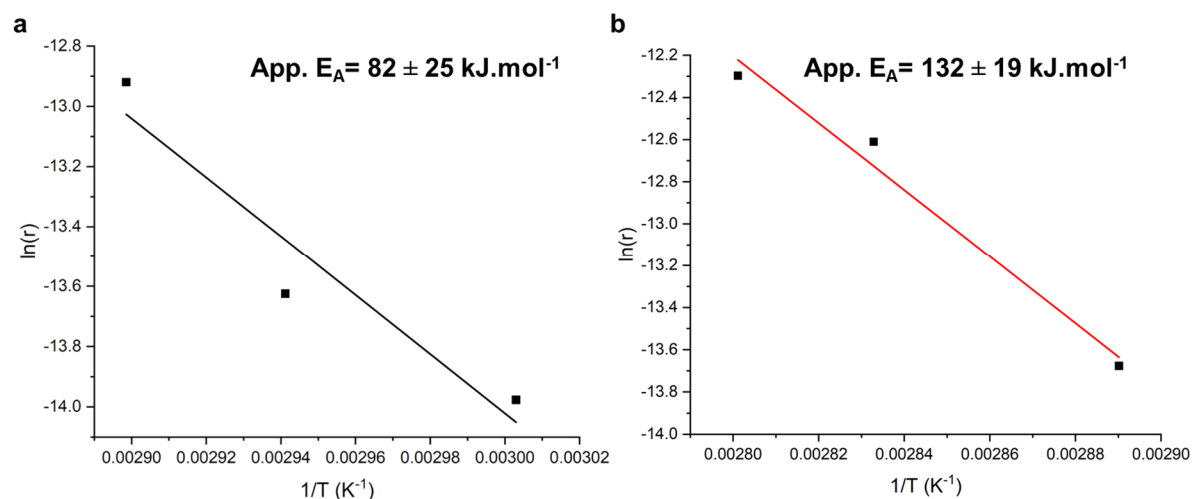 a
App. EA= 82 ± 25 kJ.mol-1
-12.8
-13.0
-13.2
-13.4
-13.6
-13.8
-14.0
ln(r)
0.00290 0.00292 0.00294 0.00296 0.00298 0.00300 0.00302
1/T (K-1)
b
App. EA= 132 ± 19 kJ.mol-1
-12.2
-12.4
-12.6
-12.8
-13.0
-13.2
-13.4
-13.6
-13.8
-14.0
ln(r)
0.00280 0.00282 0.00284 0.00286 0.00288 0.00290
1/T (K-1)